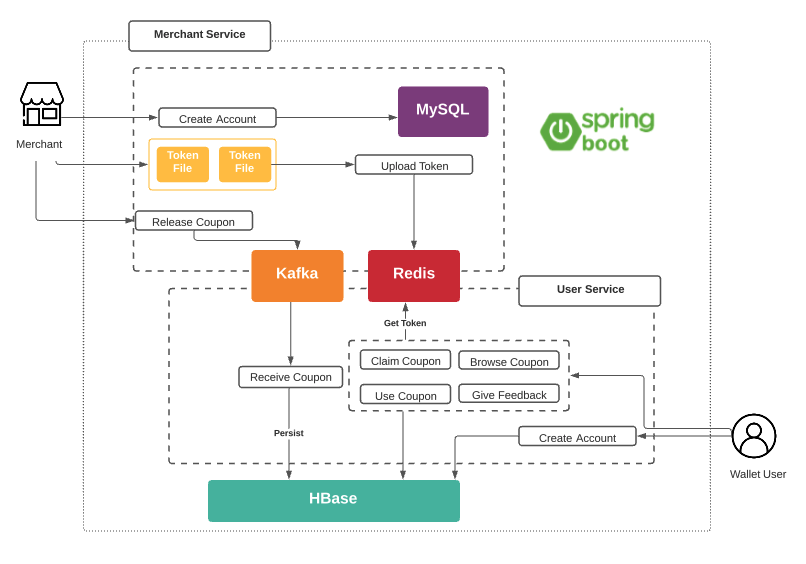 Merchant Service
MySQL
spring
boot
Create Account
Merchant
Token
File
Token
File
Upload Token
Release Coupon
Kafka
Redis
User Service
Get Token
Claim Coupon
Browse Coupon
Receive Coupon
Use Coupon
Give Feedback
Persist
Create Account
Wallet User
HBase